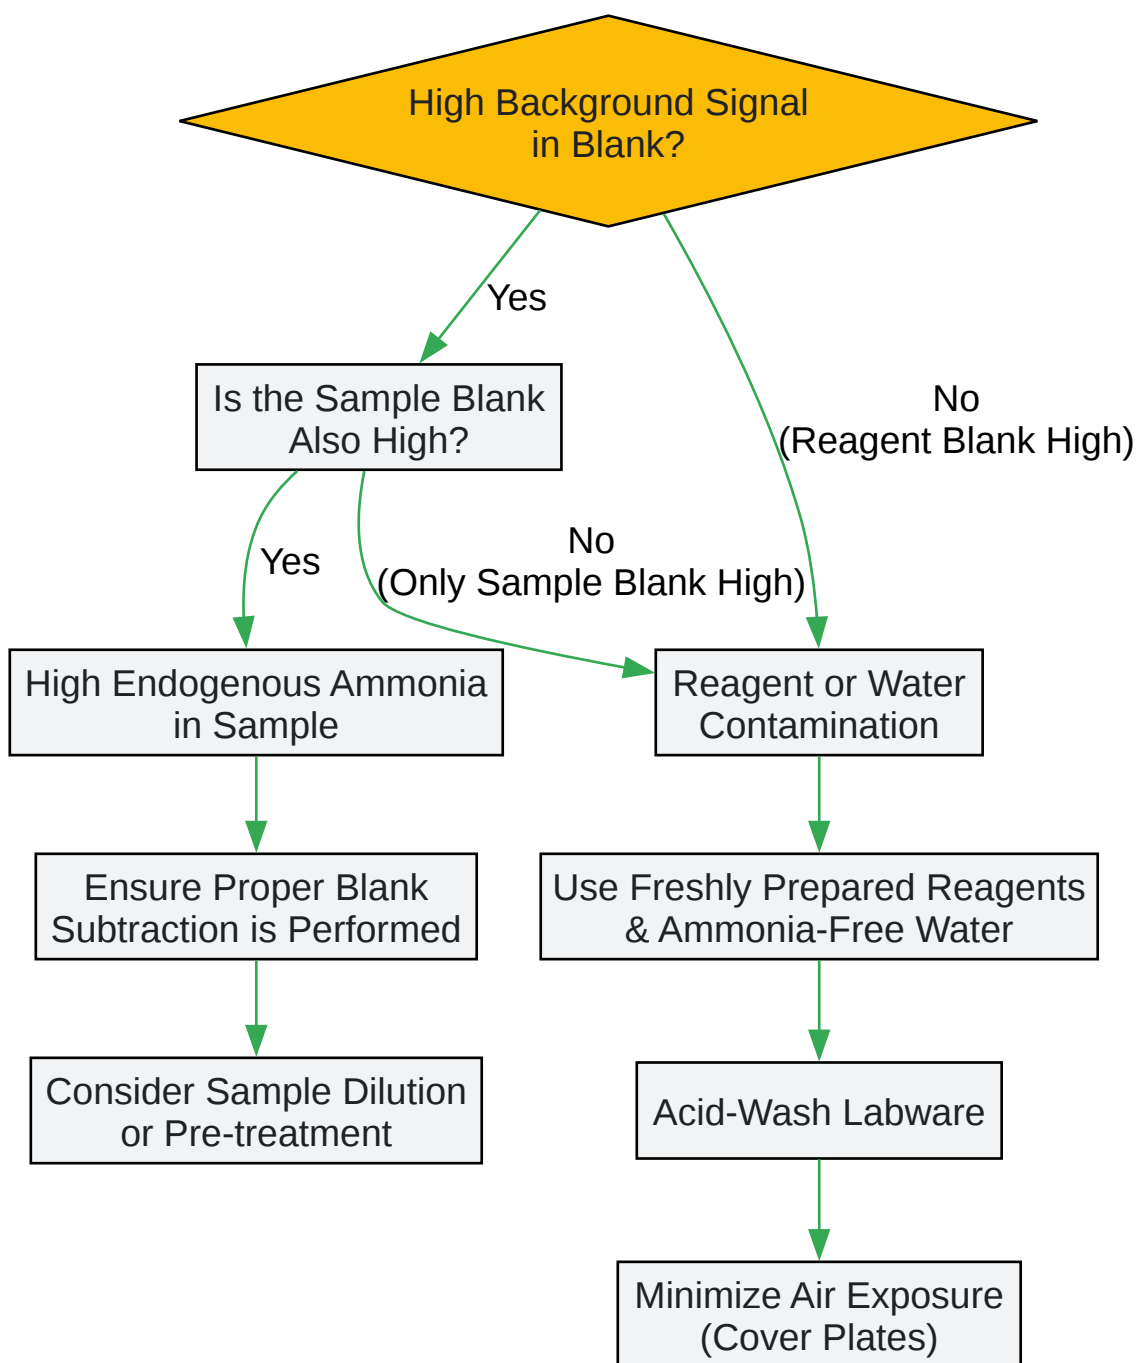 High Background Signal
in Blank?
Yes
Is the Sample Blank
Also High?
No
(Reagent Blank High)
Yes
No
(Only Sample Blank High)
High Endogenous Ammonia
in Sample
Reagent or Water
Contamination
Ensure Proper Blank
Subtraction is Performed
Use Freshly Prepared Reagents
& Ammonia-Free Water
Consider Sample Dilution
or Pre-treatment
Acid-Wash Labware
Minimize Air Exposure
(Cover Plates)